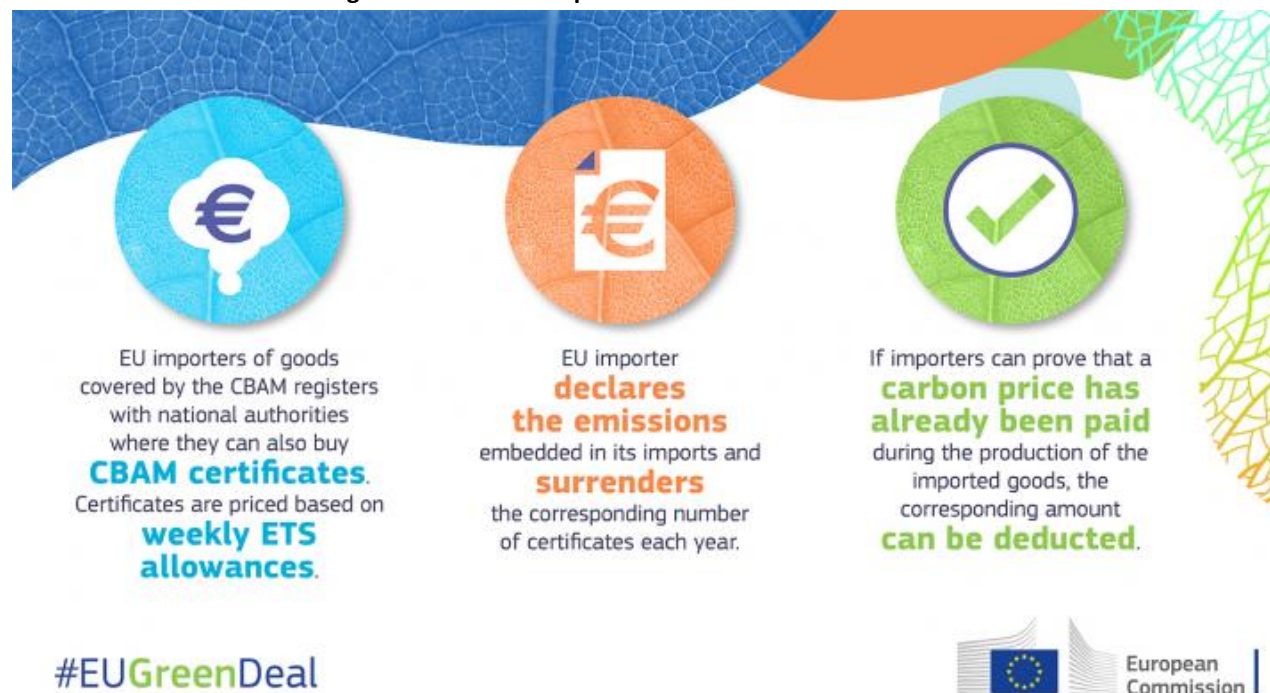 €
EU importers of goods
covered by the CBAM registers
with national authorities
where they can also buy
CBAM certificates.
Certificates are priced based on
weekly ETS
allowances.
€
EU importer
declares
the emissions
embedded in its imports and
surrenders
the corresponding number
of certificates each year.
If importers can prove that a
carbon price has
already been paid
during the production of the
imported goods, the
corresponding amount
can be deducted.
#EUGreenDeal
European
Commission